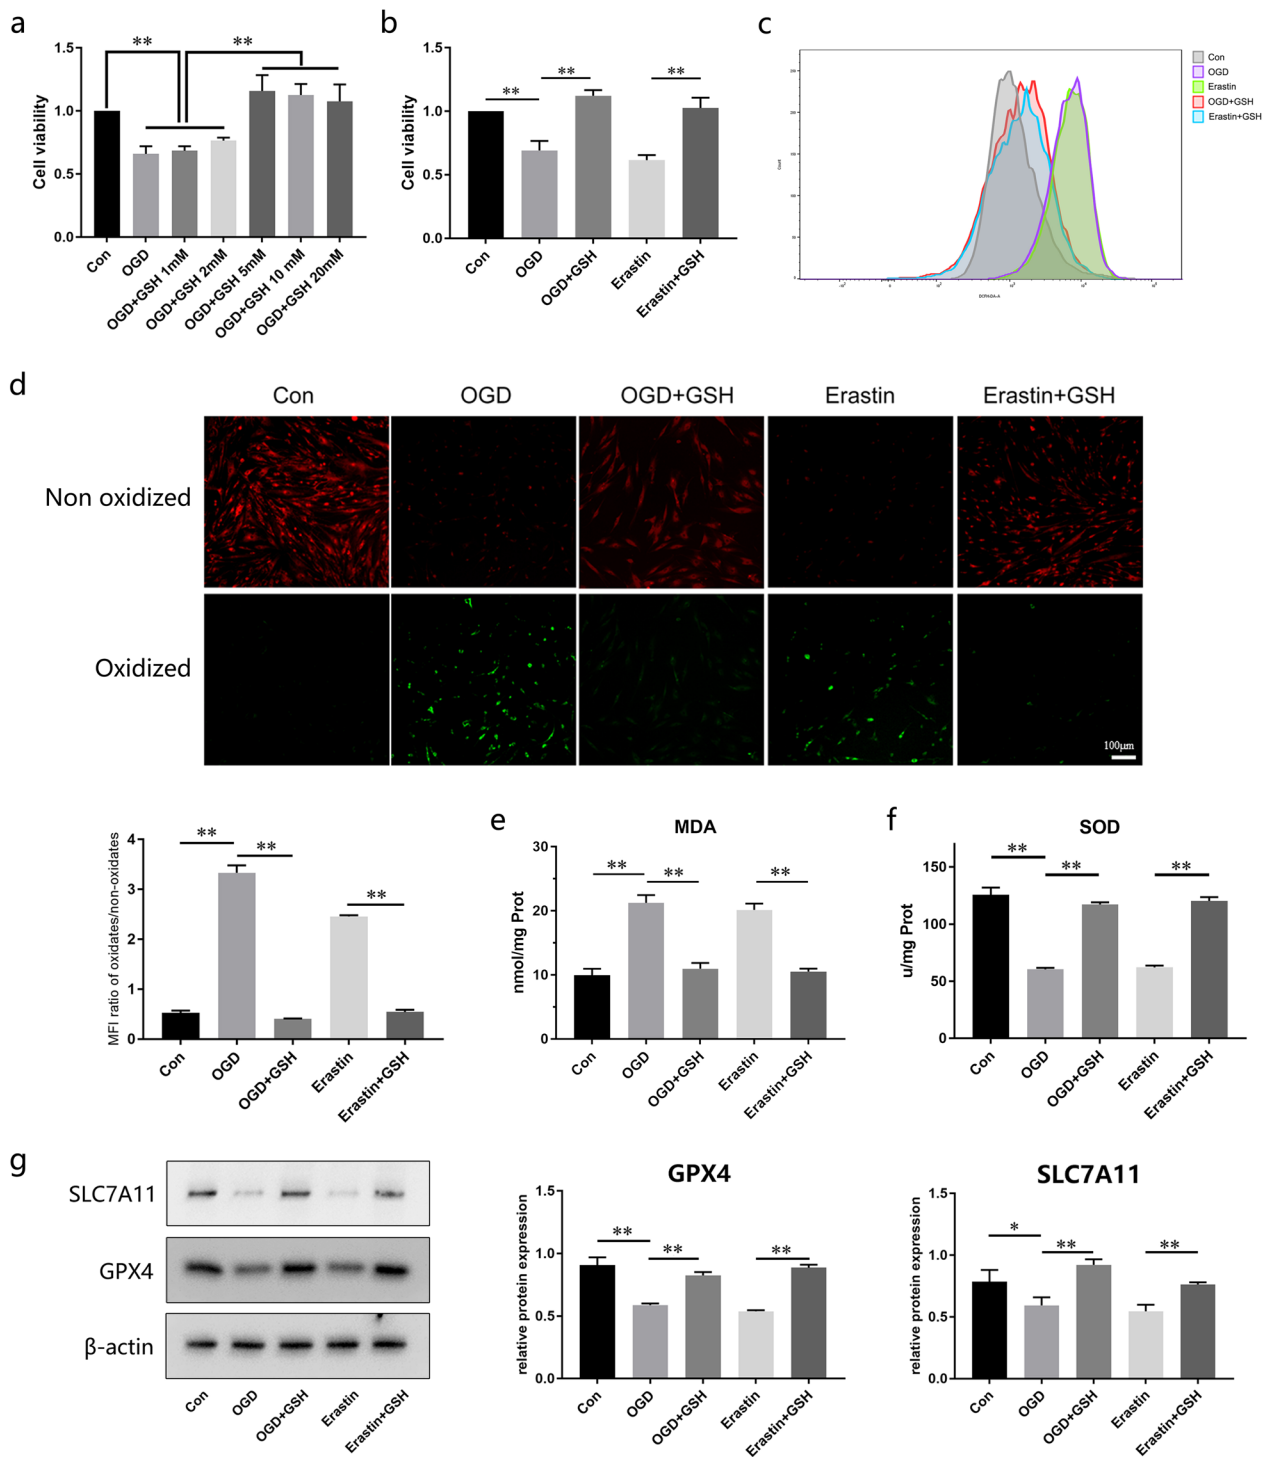 a
1.5
1.0
0.5
0.0
Cell viability
**
**
Con
OGD
OGD+GSH 1mM
OGD+GSH 2mM
OGD+GSH 5mM
OGD+GSH 10 mM
OGD+GSH 20mM
b
1.5
1.0
0.5
0.0
Cell viability
**
**
**
Con
OGD
OGD+GSH
Erastin
Erastin+GSH
c
Con
OGD
Erastin
OGD+GSH
Erastin+GSH
d
Con
OGD
OGD+GSH
Erastin
Erastin+GSH
Non oxidized
Oxidized
100μm
MFI ratio of oxidates/non-oxidates
4
3
2
1
0
**
**
**
Con
OGD
OGD+GSH
Erastin
Erastin+GSH
e
MDA
nmol/mg Prot
30
20
10
0
**
**
**
Con
OGD
OGD+GSH
Erastin
Erastin+GSH
f
SOD
u/mg Prot
150
100
50
0
**
**
**
Con
OGD
OGD+GSH
Erastin
Erastin+GSH
g
SLC7A11
GPX4
β-actin
Con
OGD
OGD+GSH
Erastin
Erastin+GSH
GPX4
relative protein expression
1.5
1.0
0.5
0.0
**
**
**
Con
OGD
OGD+GSH
Erastin
Erastin+GSH
SLC7A11
relative protein expression
1.5
1.0
0.5
0.0
*
**
**
Con
OGD
OGD+GSH
Erastin
Erastin+GSH